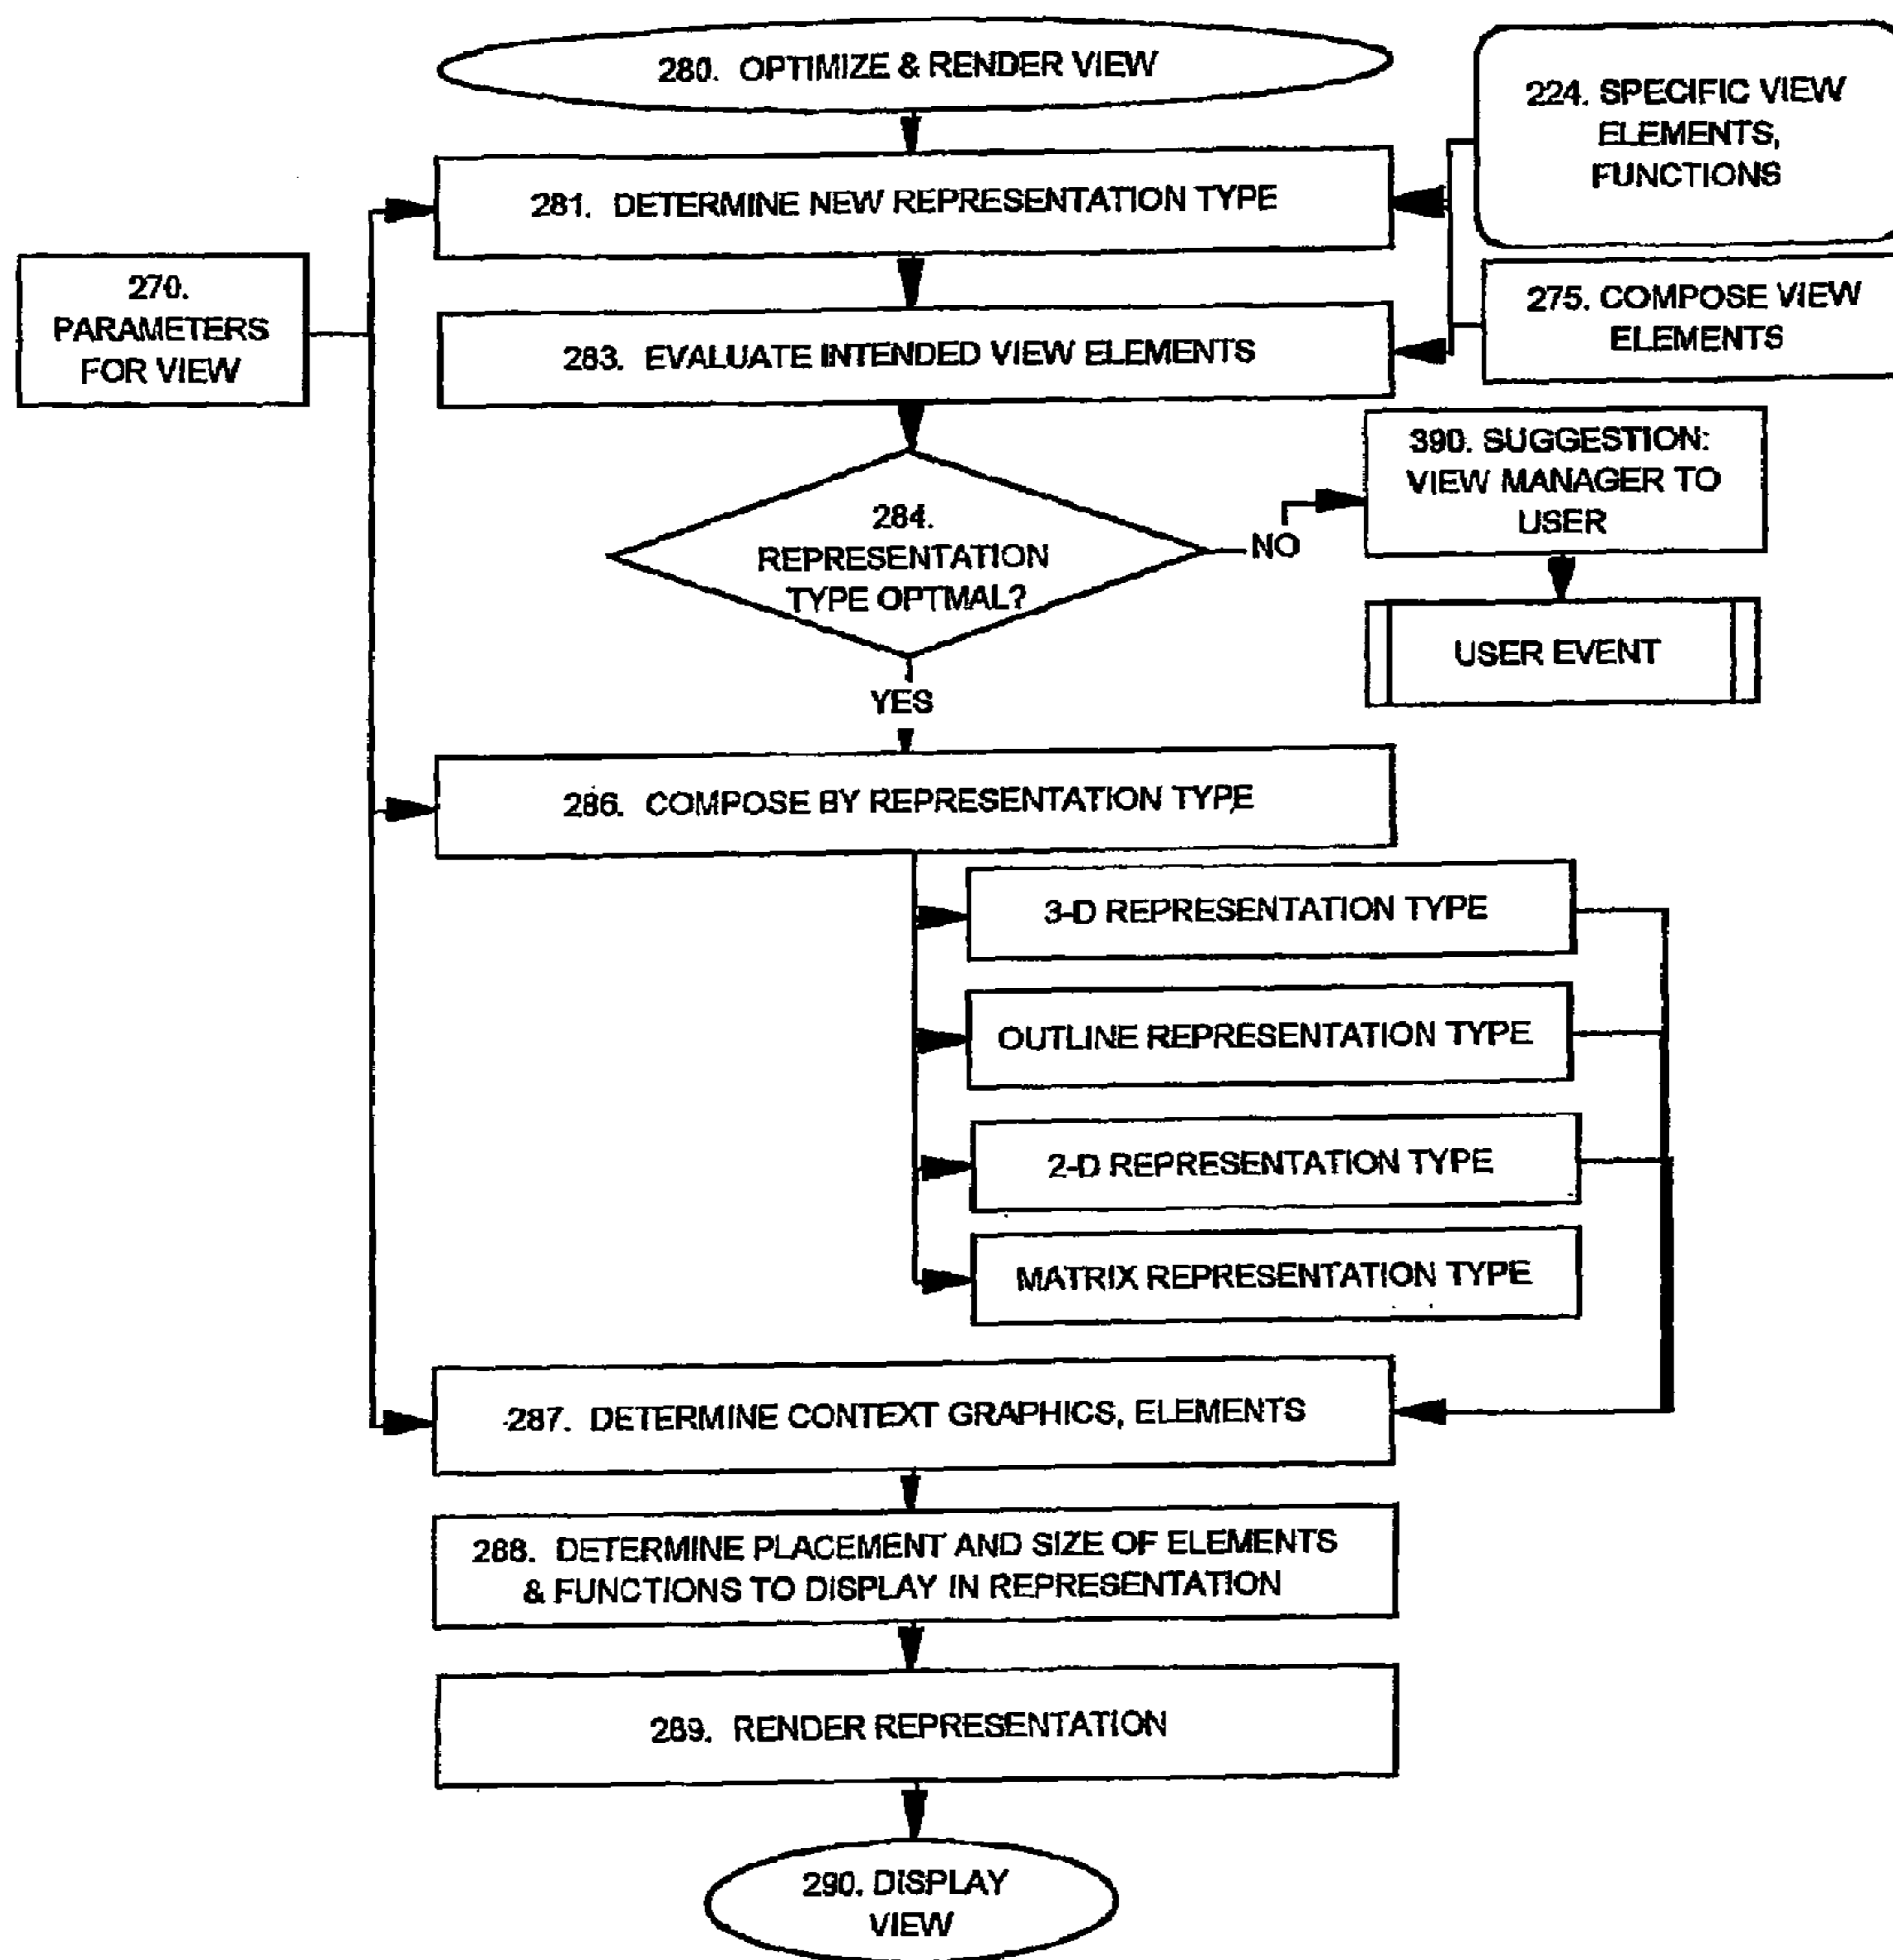 280. OPTIMIZE & RENDER VIEW
224. SPECIFIC VIEW
ELEMENTS,
FUNCTIONS
281. DETERMINE NEW REPRESENTATION TYPE
270.
PARAMETERS
FOR VIEW
275. COMPOSE VIEW
ELEMENTS
283. EVALUATE INTENDED VIEW ELEMENTS
390. SUGGESTION:
VIEW MANAGER TO
USER
284.
REPRESENTATION
TYPE OPTMAL?
NO
USER EVENT
YES
286. COMPOSE BY REPRESENTATION TYPE
3-D REPRESENTATION TYPE
OUTLINE REPRESENTATION TYPE
2-D REPRESENTATION TYPE
MATRIX REPRESENTATION TYPE
287. DETERMINE CONTEXT GRAPHICS, ELEMENTS
288. DETERMINE PLACEMENT AND SIZE OF ELEMENTS
& FUNCTIONS TO DISPLAY IN REPRESENTATION
289. RENDER REPRESENTATION
290. DISPLAY
VIEW